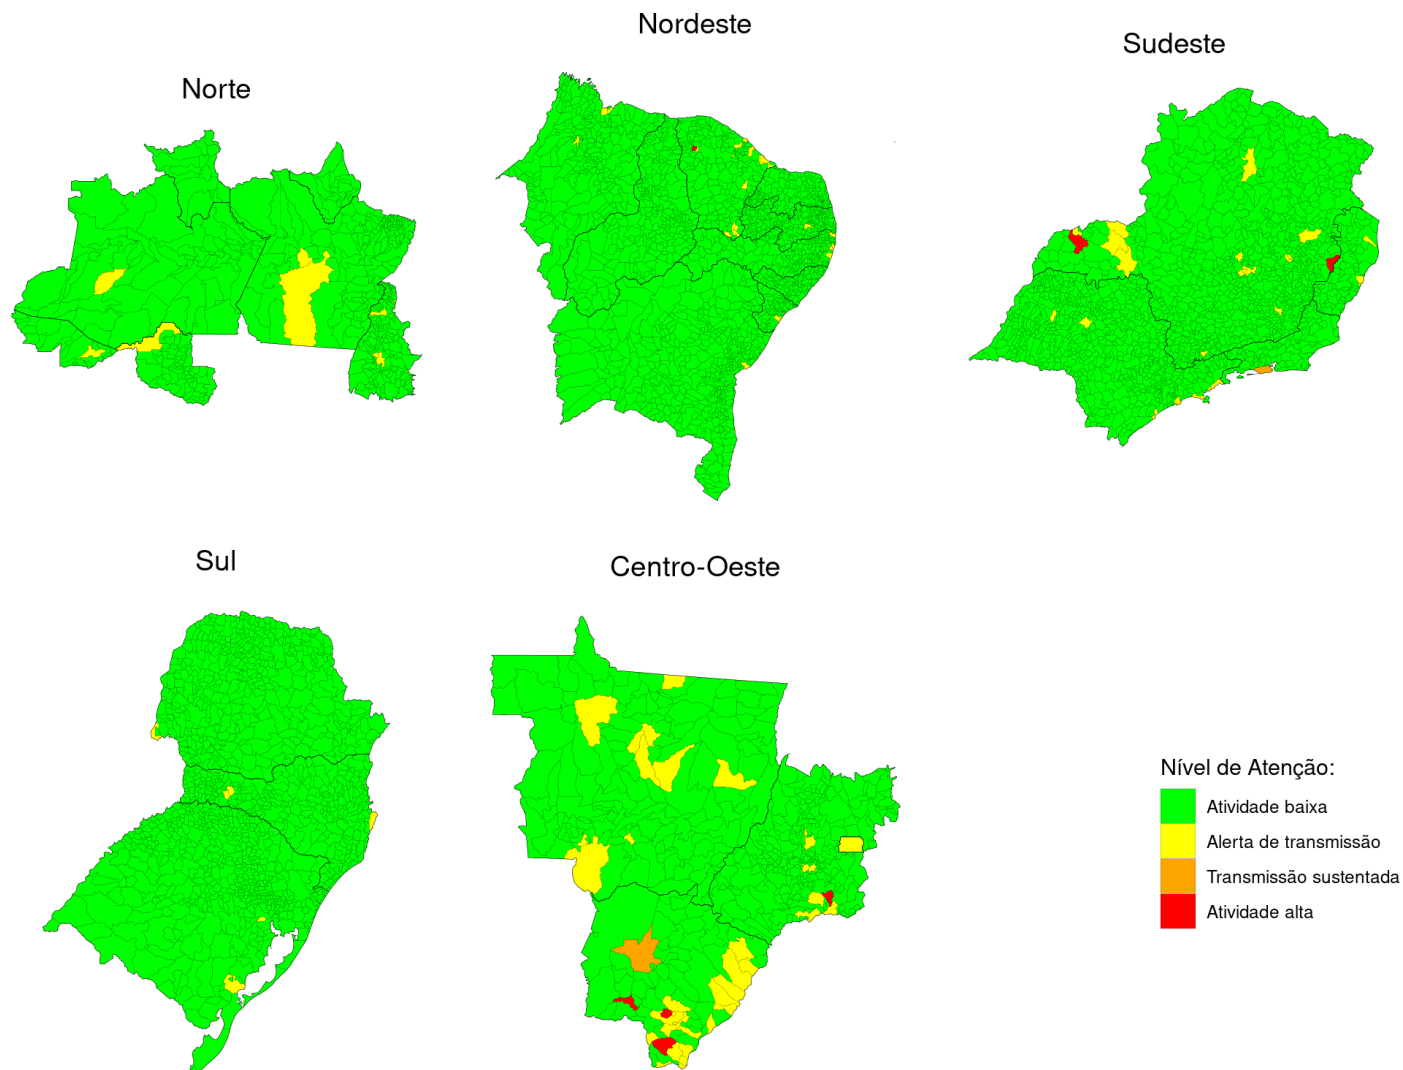 Norte
Nordeste
Sudeste
Sul
Centro-Oeste
Nível de Atenção:
Atividade baixa
Alerta de transmissão
Transmissão sustentada
Atividade alta